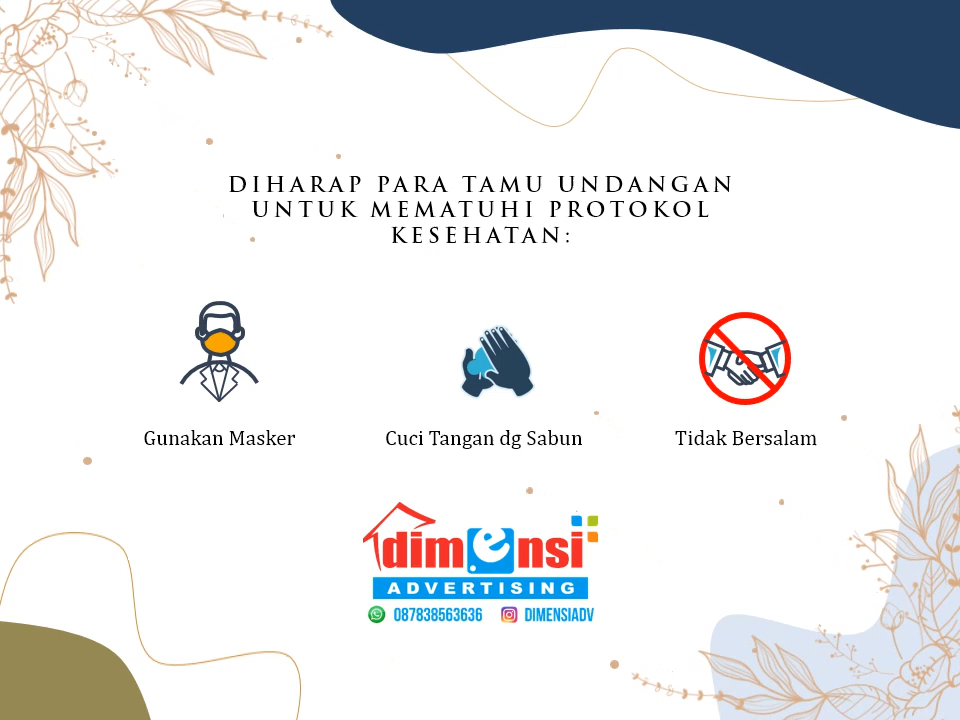 DIHARAP PARA TAMU UNDANGAN
UNTUK MEMATUHI PROTOKOL
KESEHATAN:
Gunakan Masker
Cuci Tangan dg Sabun
Tidak Bersalam
dimensi
ADVERTISING
087838563636 DIMENSIADV